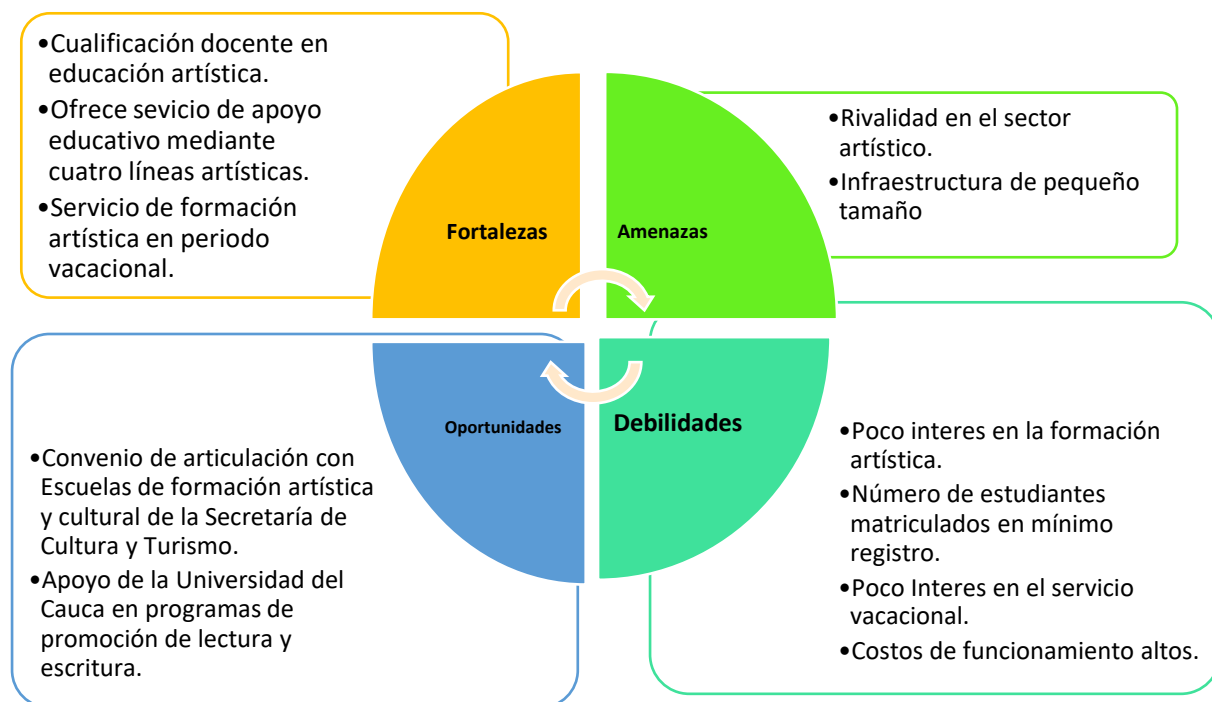 •Cualificación docente en
educación artística.
•Ofrece sevicio de apoyo
educativo mediante
cuatro líneas artísticas.
•Servicio de formación
artística en periodo
vacacional.
Fortalezas
Amenazas
•Rivalidad en el sector
artístico.
•Infraestructura de pequeño
tamaño
•Convenio de articulación con
Escuelas de formación artística
y cultural de la Secretaría de
Cultura y Turismo.
•Apoyo de la Universidad del
Cauca en programas de
promoción de lectura y
escritura.
Oportunidades
Debilidades
•Poco interes en la formación
artística.
•Número de estudiantes
matriculados en mínimo
registro.
•Poco Interes en el servicio
vacacional.
•Costos de funcionamiento altos.